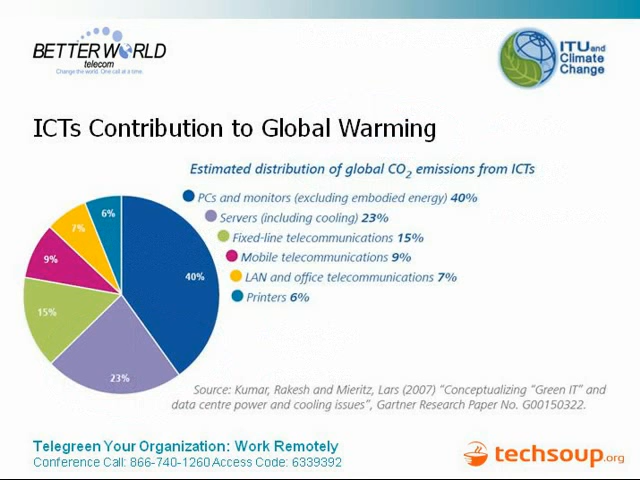 BETTER WORLD
telecom
Change the world. One call at a time.
ITU and
Climate
Change
ICTs Contribution to Global Warming
Estimated distribution of global CO2 emissions from ICTs
PCs and monitors (excluding embodied energy) 40%
Servers (including cooling) 23%
Fixed-line telecommunications 15%
Mobile telecommunications 9%
LAN and office telecommunications 7%
Printers 6%
6%
7%
9%
40%
15%
23%
Source: Kumar, Rakesh and Mieritz, Lars (2007) “Conceptualizing “Green IT” and
data centre power and cooling issues”, Gartner Research Paper No. G00150322.
Telegreen Your Organization: Work Remotely
Conference Call: 866-740-1260 Access Code: 6339392
techsoup.org